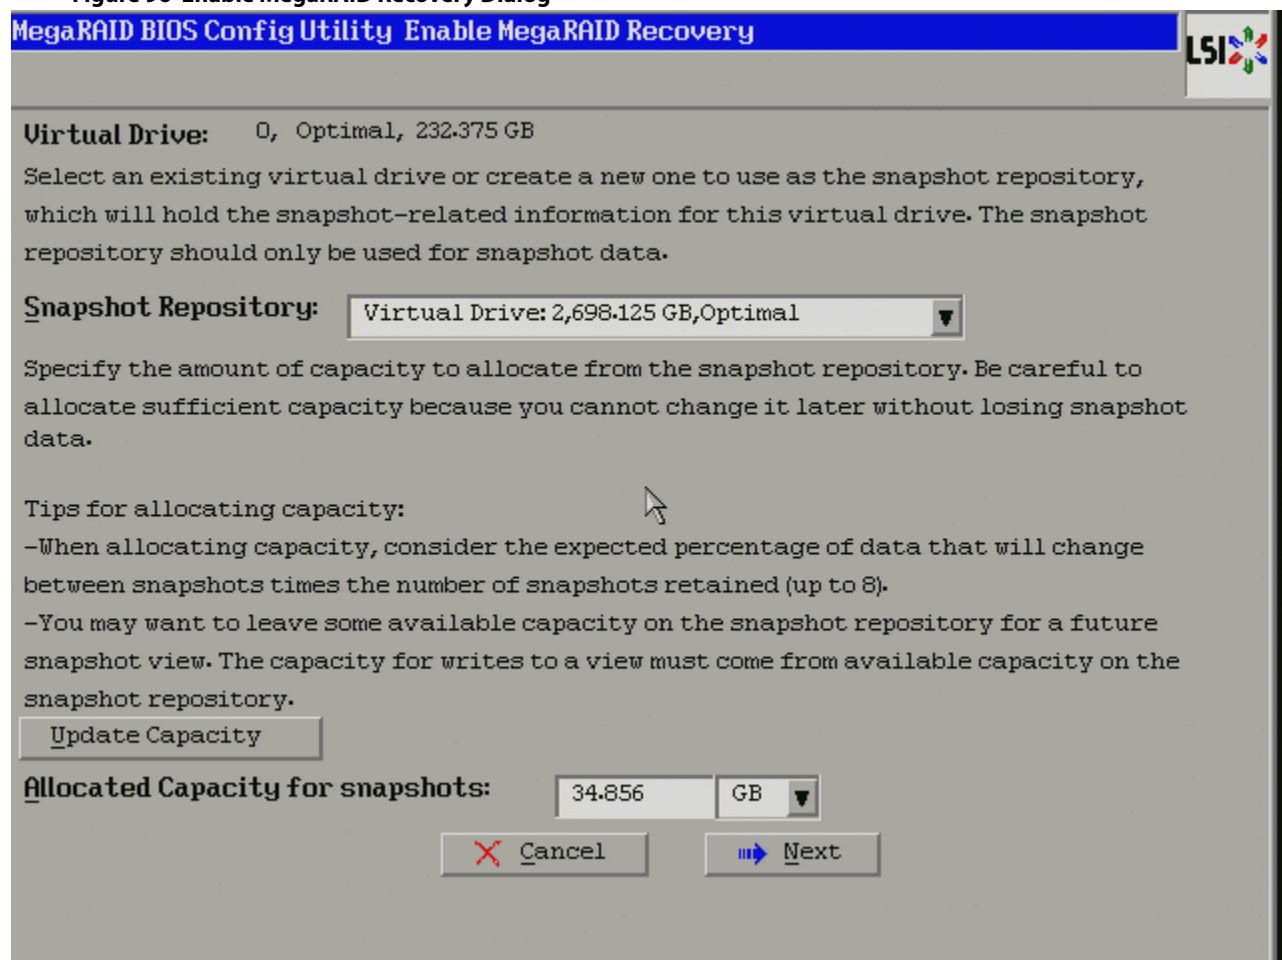 Figure 96 Enable MegaRAID Recovery Dialog
MegaRAID BIOS Config Utility Enable MegaRAID Recovery
LSI
Virtual Drive: 0, Optimal, 232.375 GB
Select an existing virtual drive or create a new one to use as the snapshot repository,
which will hold the snapshot-related information for this virtual drive. The snapshot
repository should only be used for snapshot data.
Snapshot Repository: Virtual Drive: 2,698.125 GB,Optimal
Specify the amount of capacity to allocate from the snapshot repository. Be careful to
allocate sufficient capacity because you cannot change it later without losing snapshot
data.
Tips for allocating capacity:
-When allocating capacity, consider the expected percentage of data that will change
between snapshots times the number of snapshots retained (up to 8).
-You may want to leave some available capacity on the snapshot repository for a future
snapshot view. The capacity for writes to a view must come from available capacity on the
snapshot repository.
Update Capacity
Allocated Capacity for snapshots: 34.856 GB
Cancel Next